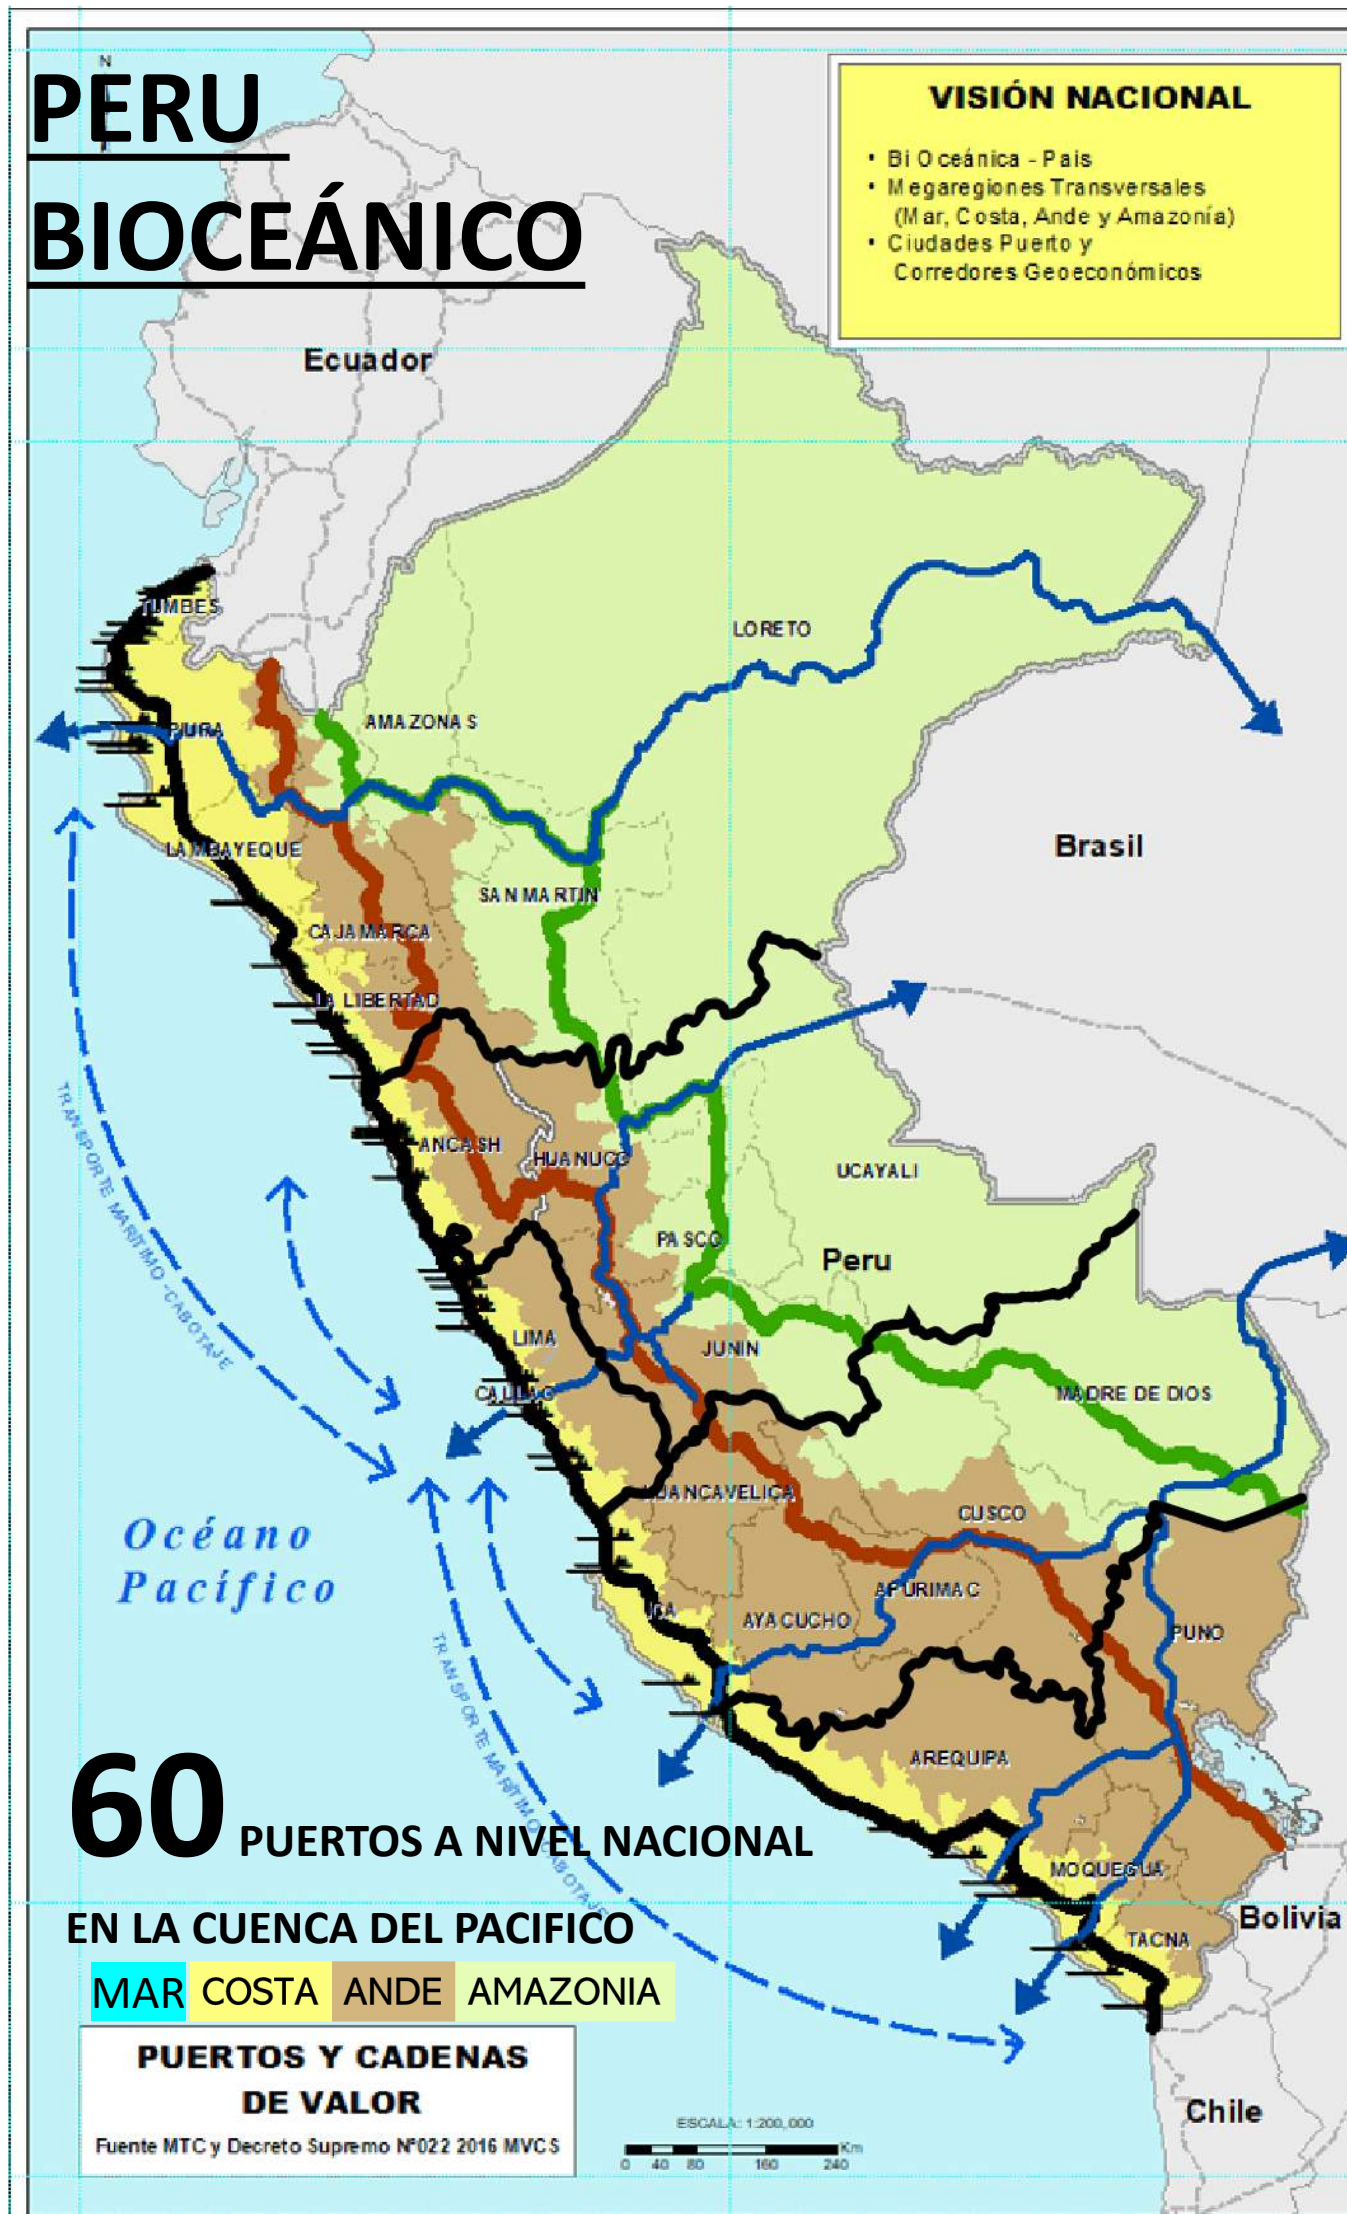 N
PERU
BIOCEÁNICO
VISIÓN NACIONAL
• Bi Oceánica - Pais
• Megaregiones Transversales
(Mar, Costa, Ande y Amazonía)
• Ciudades Puerto y
Corredores Geoeconómicos
Ecuador
TUMBES
LORETO
PIURA
AMAZONAS
Brasil
LAMBAYEQUE
SAN MARTIN
CAJAMARCA
LA LIBERTAD
ANCASH
HUANUCO
UCAYALI
PASCO
Peru
LIMA
JUNIN
CALLAO
MADRE DE DIOS
HUANCAVELICA
CUSCO
Océano
Pacífico
APURIMAC
ICA
AYACUCHO
PUNO
AREQUIPA
MOQUEGUA
TACNA
Bolivia
Chile
TRANSPORTE MARITIMO - CABOTAJE
TRANSPORTE MARITIMO - CABOTAJE
60 PUERTOS A NIVEL NACIONAL
EN LA CUENCA DEL PACIFICO
MAR COSTA ANDE AMAZONIA
PUERTOS Y CADENAS
DE VALOR
Fuente MTC y Decreto Supremo Nº022 2016 MVCS
ESCALA: 1:200,000
Km
0 40 80 160 240